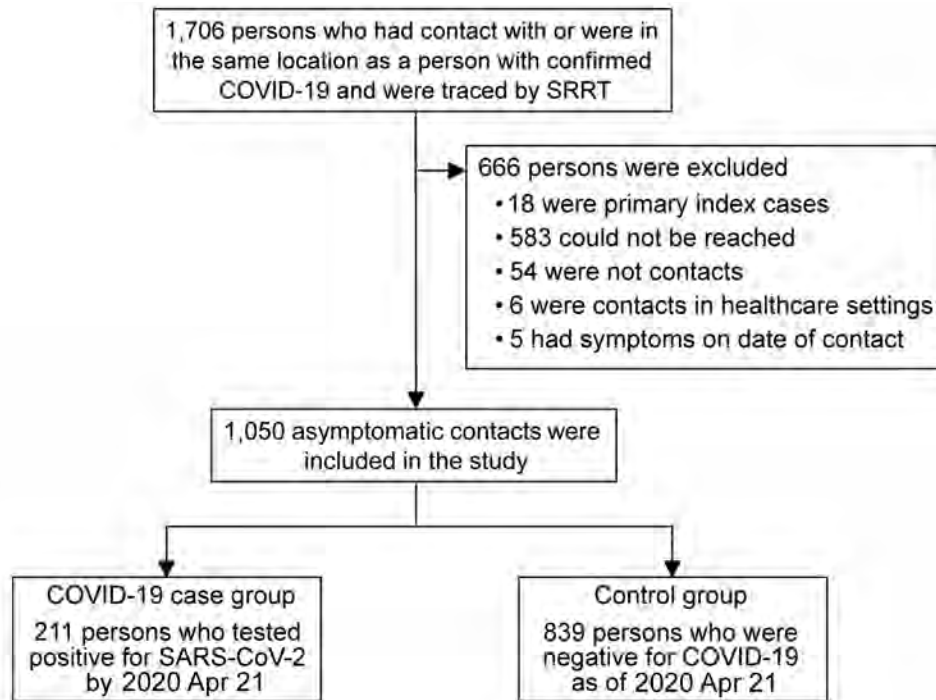 1,706 persons who had contact with or were in
the same location as a person with confirmed
COVID-19 and were traced by SRRT
666 persons were excluded
• 18 were primary index cases
• 583 could not be reached
• 54 were not contacts
• 6 were contacts in healthcare settings
• 5 had symptoms on date of contact
1,050 asymptomatic contacts were
included in the study
COVID-19 case group
211 persons who tested
positive for SARS-CoV-2
by 2020 Apr 21
Control group
839 persons who were
negative for COVID-19
as of 2020 Apr 21